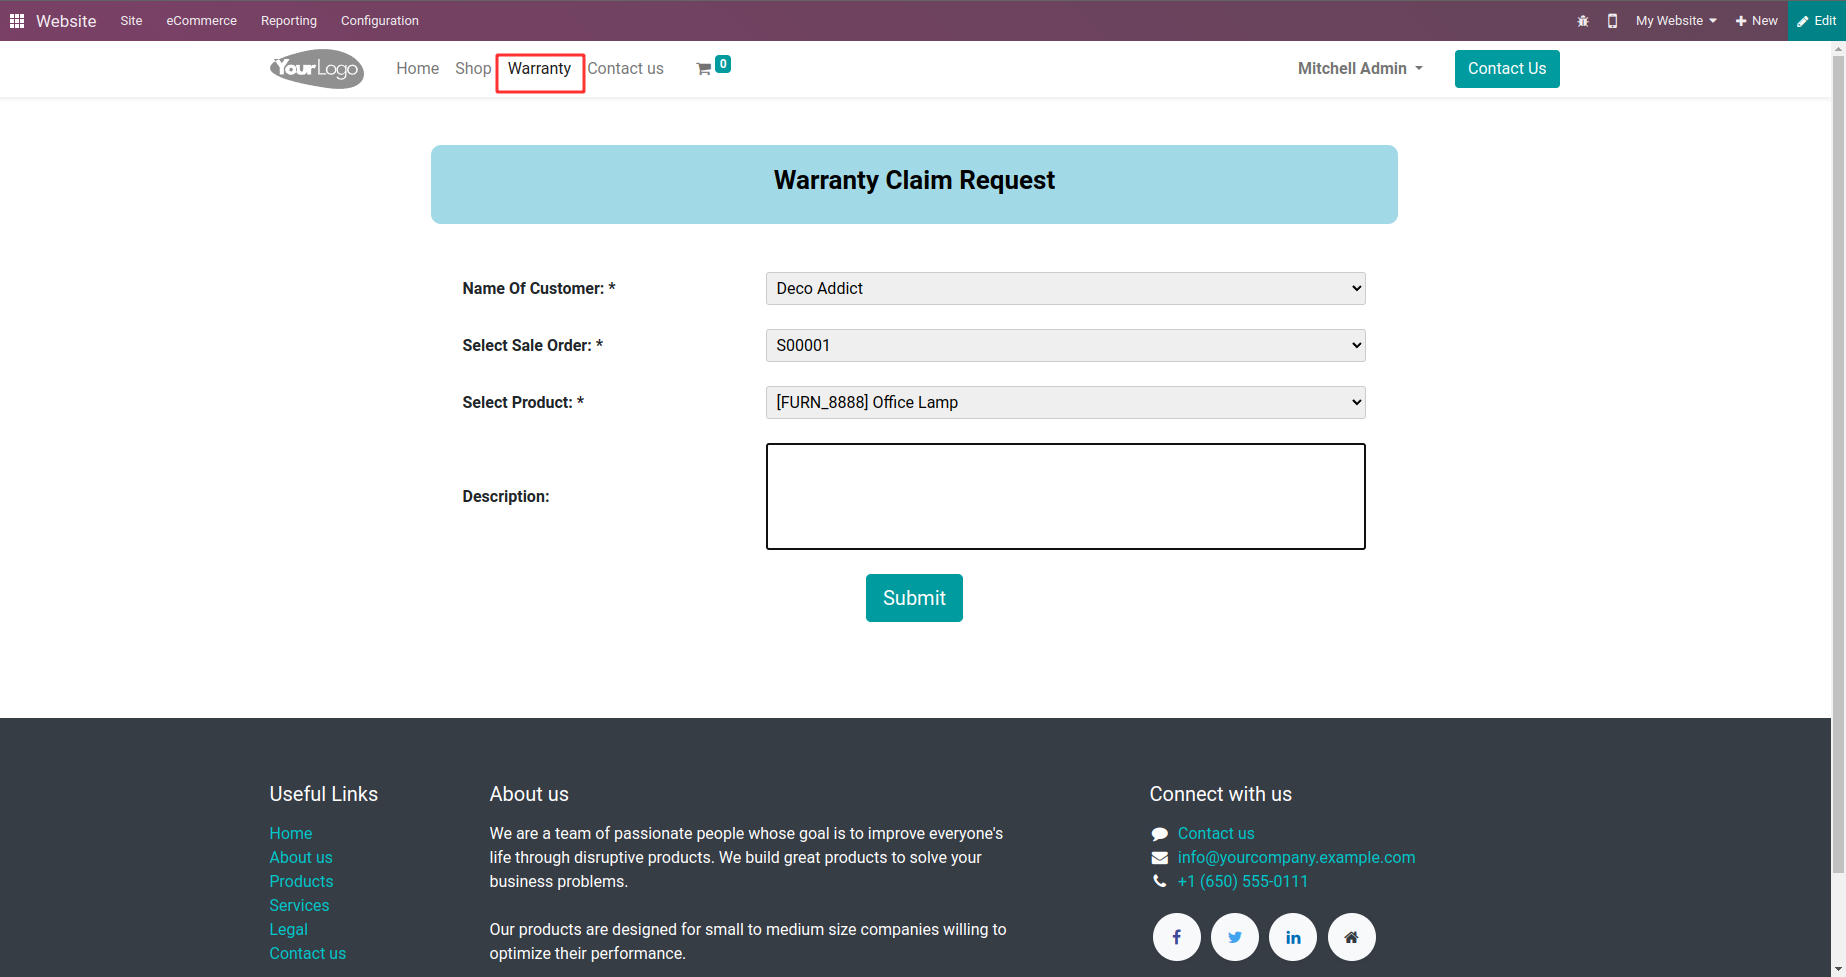 Website Site eCommerce Reporting Configuration My Website New Edit
YourLogo Home Shop Warranty Contact us 0 Mitchell Admin Contact Us
Warranty Claim Request
Name Of Customer: * Deco Addict
Select Sale Order: * S00001
Select Product: * [FURN_8888] Office Lamp
Description:
Submit
Useful Links
Home
About us
Products
Services
Legal
Contact us
About us
We are a team of passionate people whose goal is to improve everyone's
life through disruptive products. We build great products to solve your
business problems.
Our products are designed for small to medium size companies willing to
optimize their performance.
Connect with us
Contact us
info@yourcompany.example.com
+1 (650) 555-0111